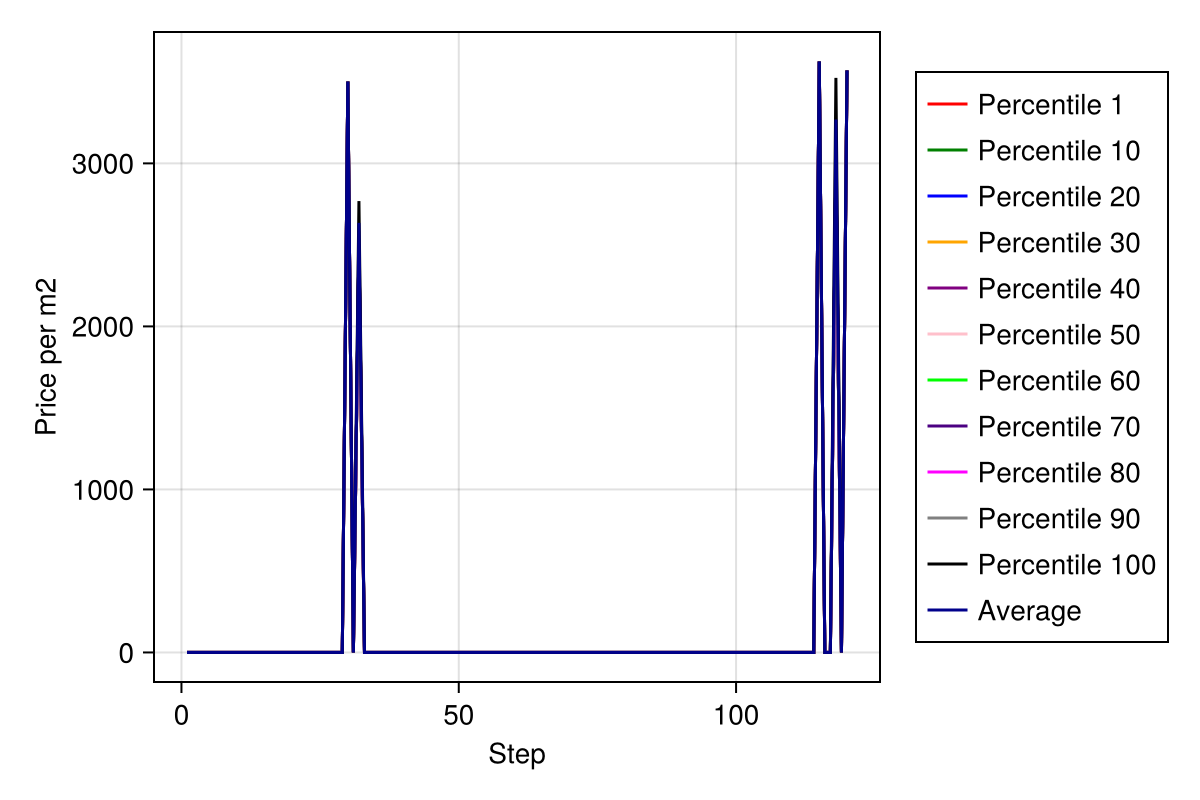 Price per m2
3000
2000
1000
0
0
50
100
Step
Percentile 1
Percentile 10
Percentile 20
Percentile 30
Percentile 40
Percentile 50
Percentile 60
Percentile 70
Percentile 80
Percentile 90
Percentile 100
Average